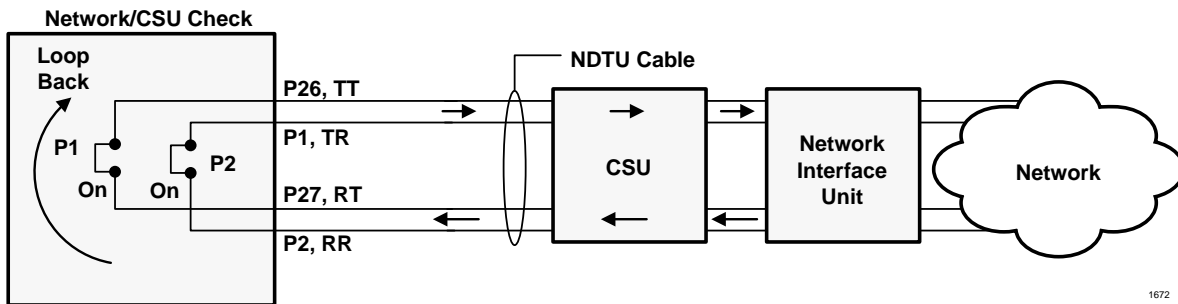 Network/CSU Check
Loop
Back
P1
On
On
P2
P26, TT
P1, TR
P27, RT
P2, RR
NDTU Cable
CSU
Network
Interface
Unit
Network
1672